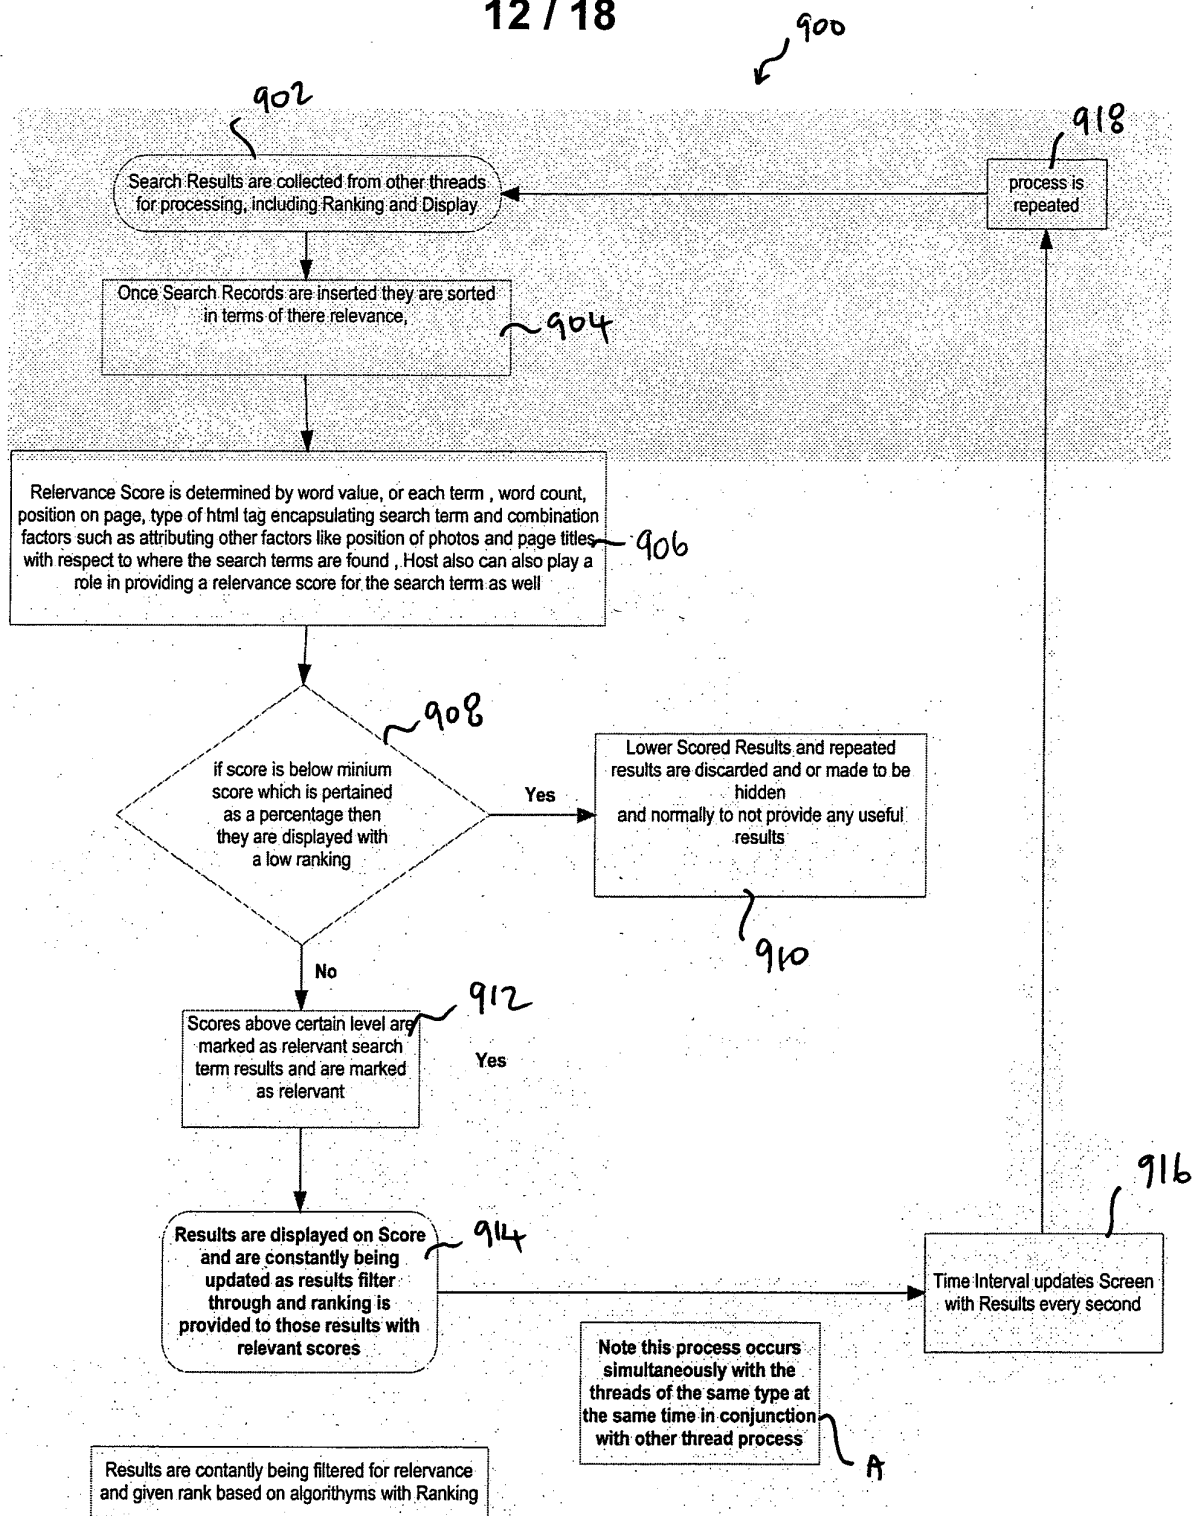 12 / 18
900
902
918
Search Results are collected from other threads
for processing, including Ranking and Display
process is
repeated
Once Search Records are inserted they are sorted
in terms of there relevance,
904
Relervance Score is determined by word value, or each term , word count,
position on page, type of html tag encapsulating search term and combination
factors such as attributing other factors like position of photos and page titles
with respect to where the search terms are found , Host also can also play a
role in providing a relervance score for the search term as well
906
908
if score is below minium
score which is pertained
as a percentage then
they are displayed with
a low ranking
Yes
Lower Scored Results and repeated
results are discarded and or made to be
hidden
and normally to not provide any useful
results
910
No
912
Scores above certain level are
marked as relevant search
term results and are marked
as relervant
Yes
916
Results are displayed on Score
and are constantly being
updated as results filter
through and ranking is
provided to those results with
relevant scores
914
Time Interval updates Screen
with Results every second
Note this process occurs
simultaneously with the
threads of the same type at
the same time in conjunction
with other thread process
A
Results are contantly being filtered for relervance
and given rank based on algorithyms with Ranking